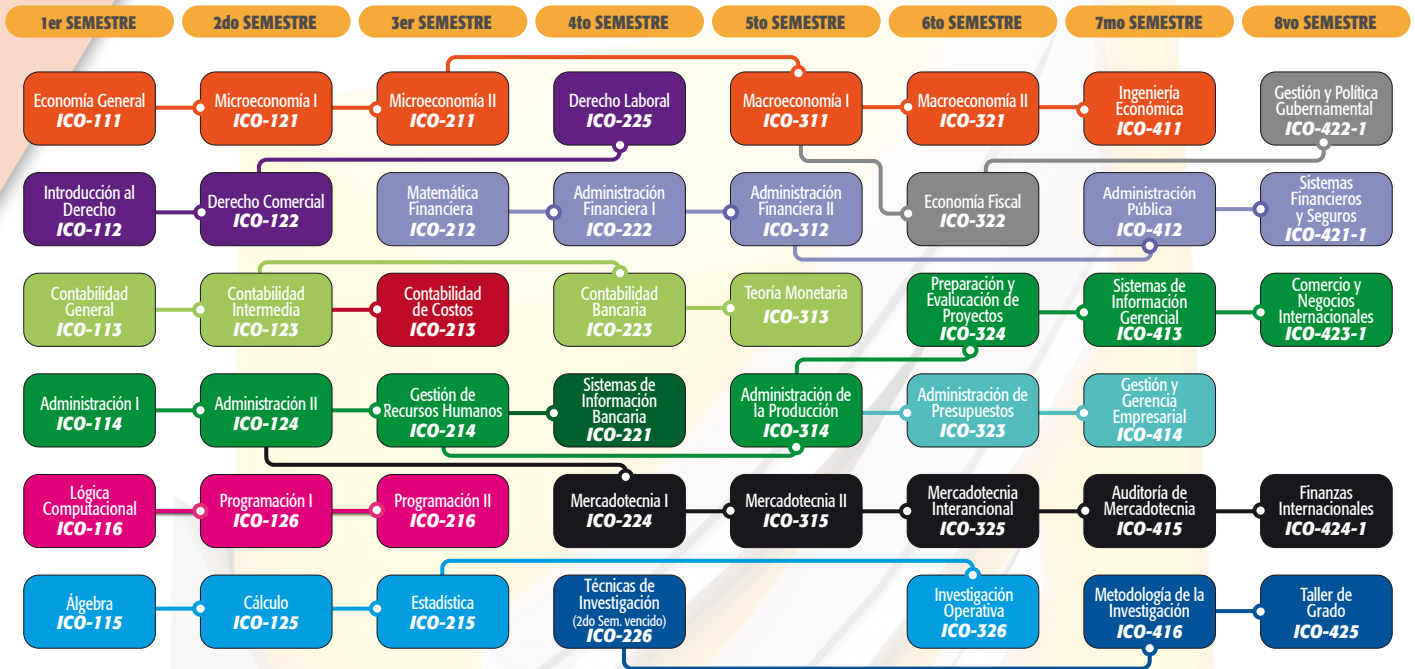 1er SEMESTRE
2do SEMESTRE
3er SEMESTRE
4to SEMESTRE
5to SEMESTRE
6to SEMESTRE
7mo SEMESTRE
8vo SEMESTRE
Economía General
ICO-111
Microeconomía I
ICO-121
Microeconomía II
ICO-211
Derecho Laboral
ICO-225
Macroeconomía I
ICO-311
Macroeconomía II
ICO-321
Ingeniería
Económica
ICO-411
Gestión y Política
Gubernamental
ICO-422-1
Introducción al
Derecho
ICO-112
Derecho Comercial
ICO-122
Matemática
Financiera
ICO-212
Administración
Financiera I
ICO-222
Administración
Financiera II
ICO-312
Economía Fiscal
ICO-322
Administración
Pública
ICO-412
Sistemas
Financieros
y Seguros
ICO-421-1
Contabilidad
General
ICO-113
Contabilidad
Intermedia
ICO-123
Contabilidad
de Costos
ICO-213
Contabilidad
Bancaria
ICO-223
Teoría Monetaria
ICO-313
Preparación y
Evalucación de
Proyectos
ICO-324
Sistemas de
Información
Gerencial
ICO-413
Comercio y
Negocios
Internacionales
ICO-423-1
Administración I
ICO-114
Administración II
ICO-124
Gestión de
Recursos Humanos
ICO-214
Sistemas de
Información
Bancaria
ICO-221
Administración de
la Producción
ICO-314
Administración de
Presupuestos
ICO-323
Gestión y
Gerencia
Empresarial
ICO-414
Lógica
Computacional
ICO-116
Programación I
ICO-126
Programación II
ICO-216
Mercadotecnia I
ICO-224
Mercadotecnia II
ICO-315
Mercadotecnia
Interancional
ICO-325
Auditoría de
Mercadotecnia
ICO-415
Finanzas
Internacionales
ICO-424-1
Álgebra
ICO-115
Cálculo
ICO-125
Estadística
ICO-215
Técnicas de
Investigación
(2do Sem. vencido)
ICO-226
Investigación
Operativa
ICO-326
Metodología de la
Investigación
ICO-416
Taller de
Grado
ICO-425